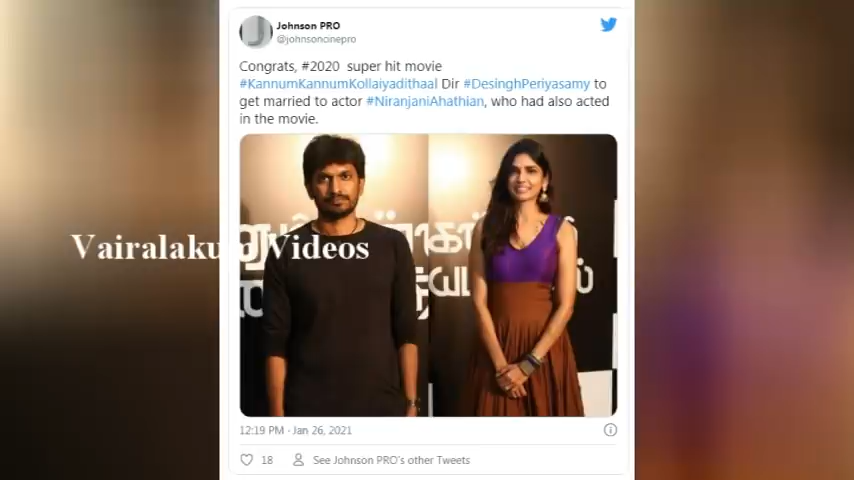 Johnson PRO
@johnsoncinepro
Congrats, #2020 super hit movie
#KannumKannumKollaiyadithaal Dir #DesinghPeriyasamy to
get married to actor #NiranjaniAhathian, who had also acted
in the movie.
Videos
12:19 PM · Jan 26, 2021
18
See Johnson PRO's other Tweets